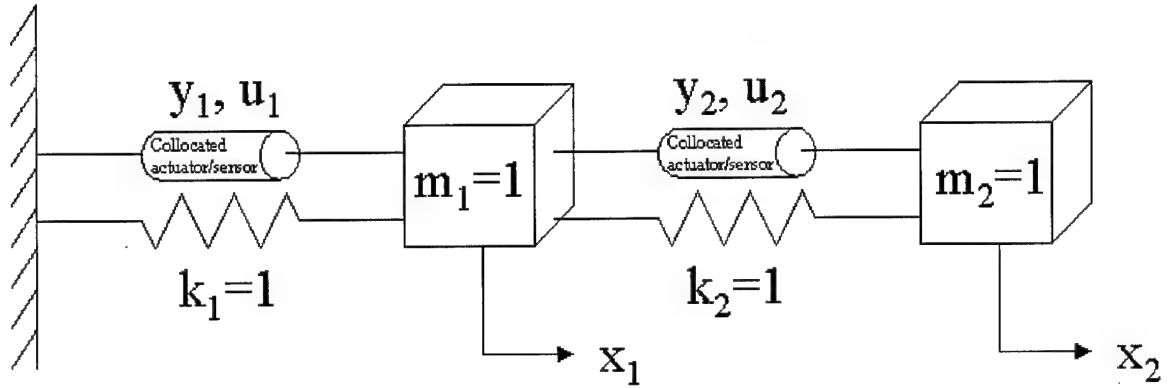 y₁, u₁
Collocated
actuator/sensor
k₁=1
m₁=1
y₂, u₂
Collocated
actuator/sensor
k₂=1
m₂=1
x₁
x₂